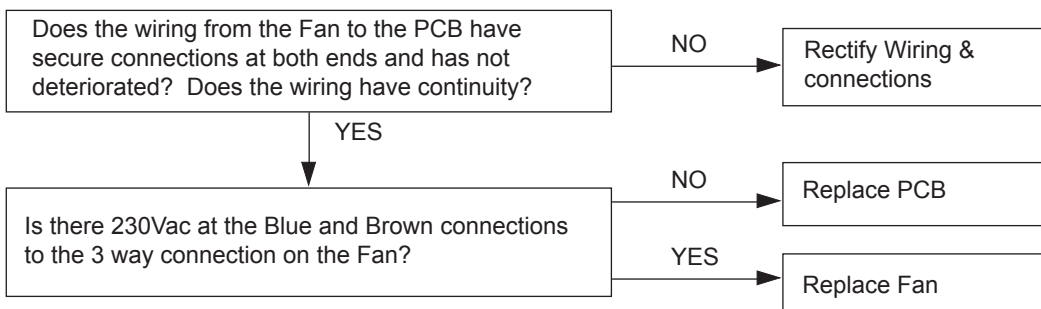 Does the wiring from the Fan to the PCB have
secure connections at both ends and has not
deteriorated?  Does the wiring have continuity?
NO
Rectify Wiring &
connections
YES
Is there 230Vac at the Blue and Brown connections
to the 3 way connection on the Fan?
NO
Replace PCB
YES
Replace Fan